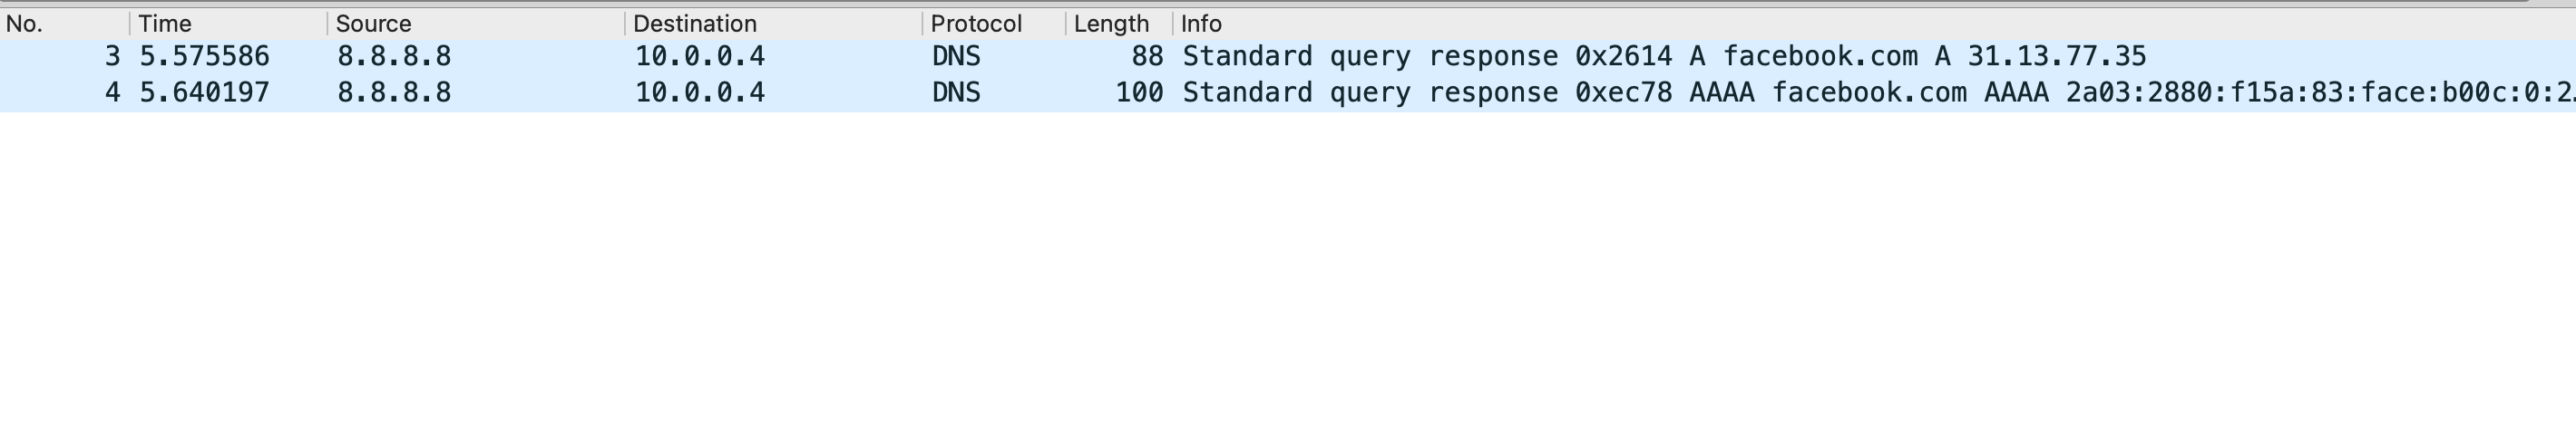 No. Time Source Destination Protocol Length Info
3 5.575586 8.8.8.8 10.0.0.4 DNS 88 Standard query response 0x2614 A facebook.com A 31.13.77.35
4 5.640197 8.8.8.8 10.0.0.4 DNS 100 Standard query response 0xec78 AAAA facebook.com AAAA 2a03:2880:f15a:83:face:b00c:0:2…